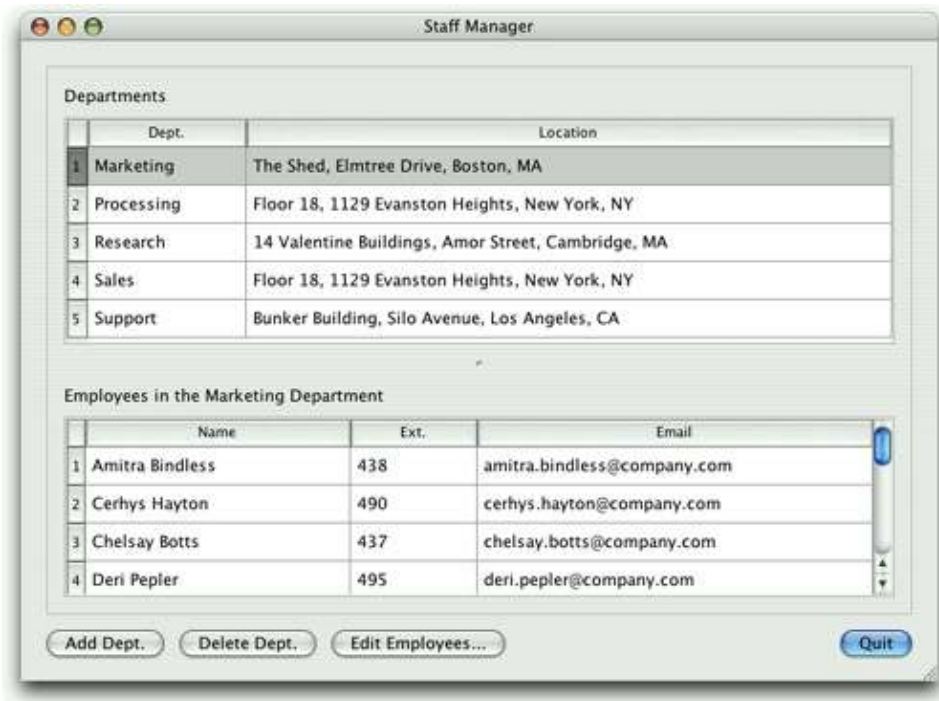 Staff Manager
Departments
Dept. Location
1 Marketing The Shed, Elmtree Drive, Boston, MA
2 Processing Floor 18, 1129 Evanston Heights, New York, NY
3 Research 14 Valentine Buildings, Amor Street, Cambridge, MA
4 Sales Floor 18, 1129 Evanston Heights, New York, NY
5 Support Bunker Building, Silo Avenue, Los Angeles, CA
Employees in the Marketing Department
Name Ext. Email
1 Amitra Bindless 438 amitra.bindless@company.com
2 Cerhys Hayton 490 cerhys.hayton@company.com
3 Chelsay Botts 437 chelsay.botts@company.com
4 Deri Pepler 495 deri.pepler@company.com
Add Dept. Delete Dept. Edit Employees... Quit